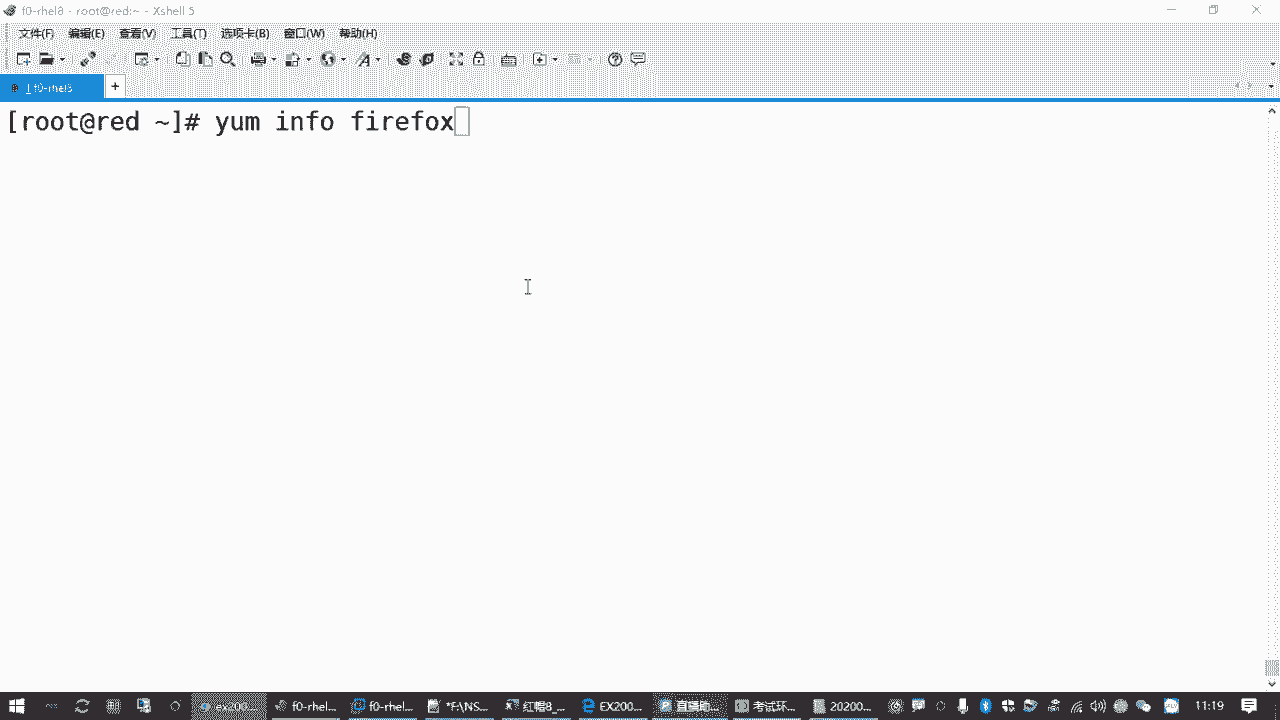 f0-rhel8 - root@red:~ - Xshell 5
文件(F) 编辑(E) 查看(V) 工具(T) 选项卡(B) 窗口(W) 帮助(H)
1 f0-rhel8 +
[root@red ~]# yum info firefox
f0-rhel... f0-rhel... *F:\NS... 红帽8_... EX200... 直播助... 考试环... 20200... 11:19